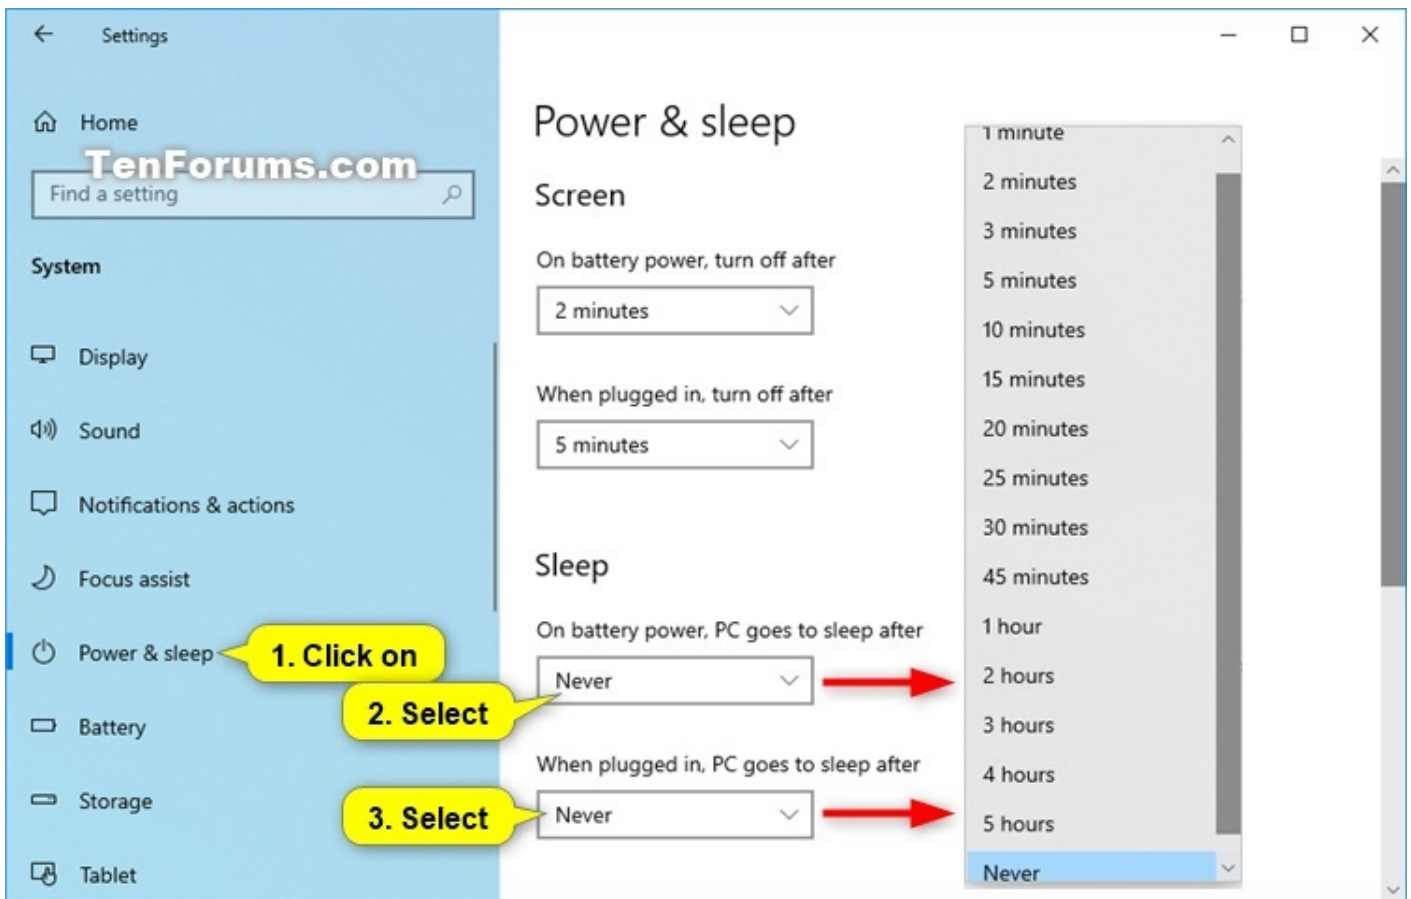 Settings
Home
TenForums.com
Find a setting
System
Display
Sound
Notifications & actions
Focus assist
Power & sleep
1. Click on
2. Select
Battery
3. Select
Storage
Tablet
Power & sleep
Screen
On battery power, turn off after
2 minutes
When plugged in, turn off after
5 minutes
Sleep
On battery power, PC goes to sleep after
Never
When plugged in, PC goes to sleep after
Never
1 minute
2 minutes
3 minutes
5 minutes
10 minutes
15 minutes
20 minutes
25 minutes
30 minutes
45 minutes
1 hour
2 hours
3 hours
4 hours
5 hours
Never